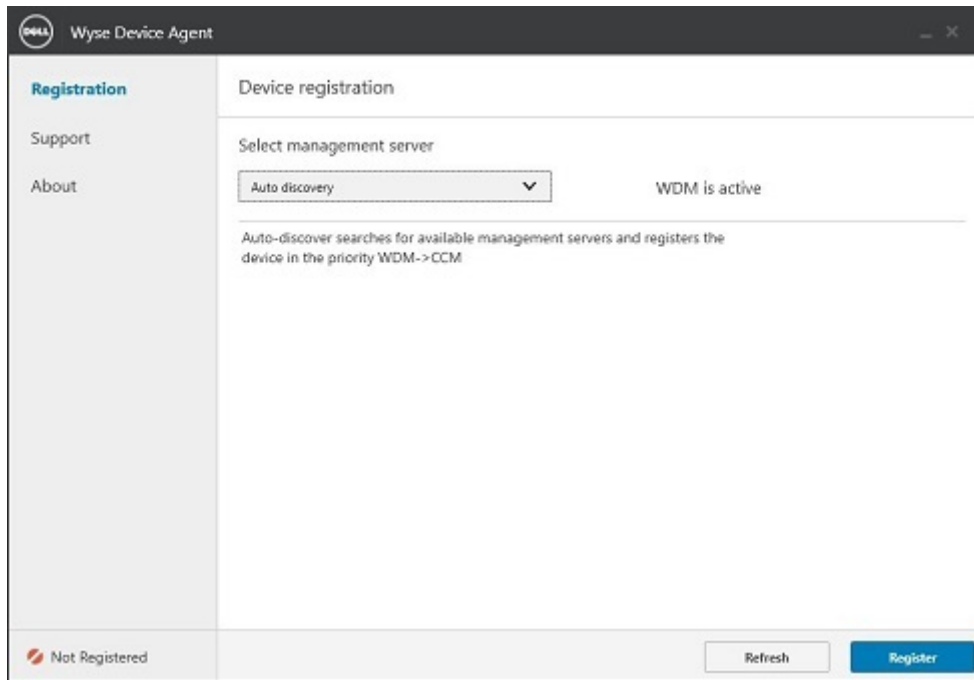 DELL
Wyse Device Agent
Registration
Support
About
Device registration
Select management server
Auto discovery
WDM is active
Auto-discover searches for available management servers and registers the
device in the priority WDM->CCM
Not Registered
Refresh
Register